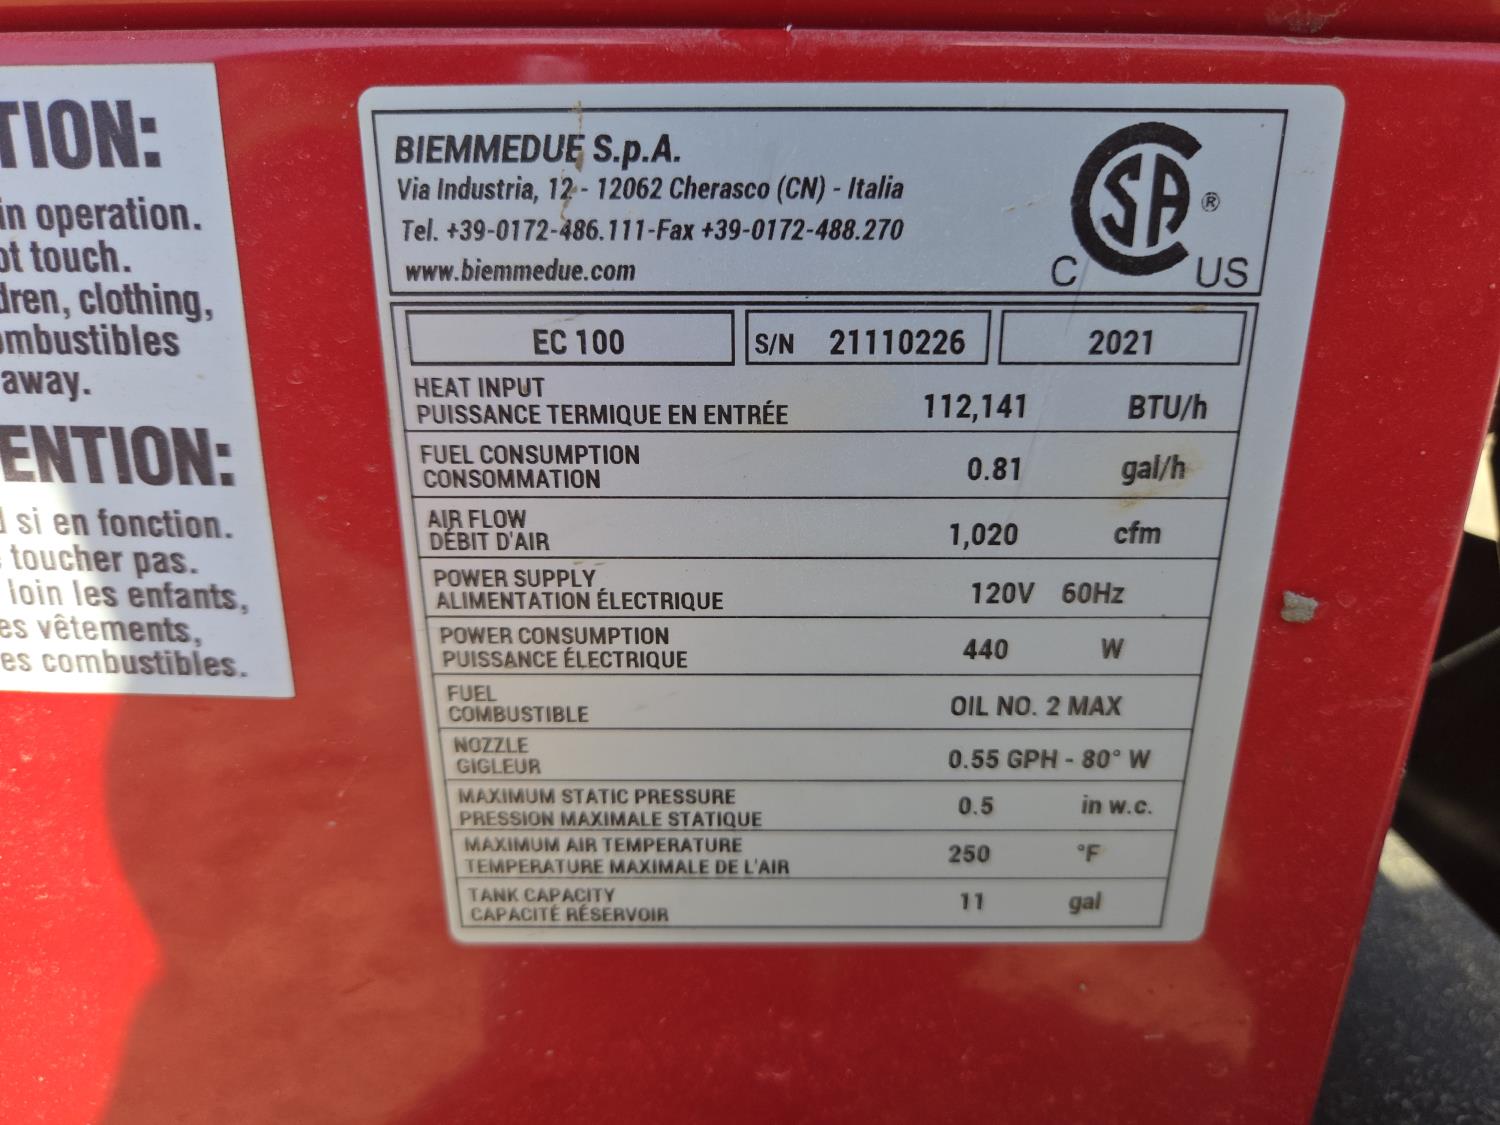 TION:
in operation.
ot touch.
dren, clothing,
ombustibles
away.
ENTION:
d si en fonction.
toucher pas.
loin les enfants,
es vêtements,
es combustibles.
BIEMMEDUE S.p.A.
Via Industria, 12 - 12062 Cherasco (CN) - Italia
Tel. +39-0172-486.111-Fax +39-0172-488.270
www.biemmedue.com
CSA ®
C US
EC 100 S/N 21110226 2021
HEAT INPUT
PUISSANCE TERMIQUE EN ENTRÉE 112,141 BTU/h
FUEL CONSUMPTION
CONSOMMATION 0.81 gal/h
AIR FLOW
DÉBIT D'AIR 1,020 cfm
POWER SUPPLY
ALIMENTATION ÉLECTRIQUE 120V 60Hz
POWER CONSUMPTION
PUISSANCE ÉLECTRIQUE 440 W
FUEL
COMBUSTIBLE OIL NO. 2 MAX
NOZZLE
GIGLEUR 0.55 GPH - 80° W
MAXIMUM STATIC PRESSURE
PRESSION MAXIMALE STATIQUE 0.5 in w.c.
MAXIMUM AIR TEMPERATURE
TEMPERATURE MAXIMALE DE L'AIR 250 °F
TANK CAPACITY
CAPACITÉ RÉSERVOIR 11 gal